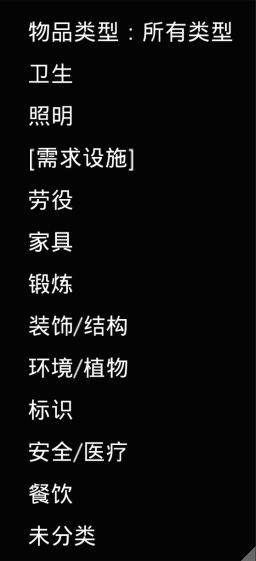 物品类型：所有类型
卫生
照明
[需求设施]
劳役
家具
锻炼
装饰/结构
环境/植物
标识
安全/医疗
餐饮
未分类